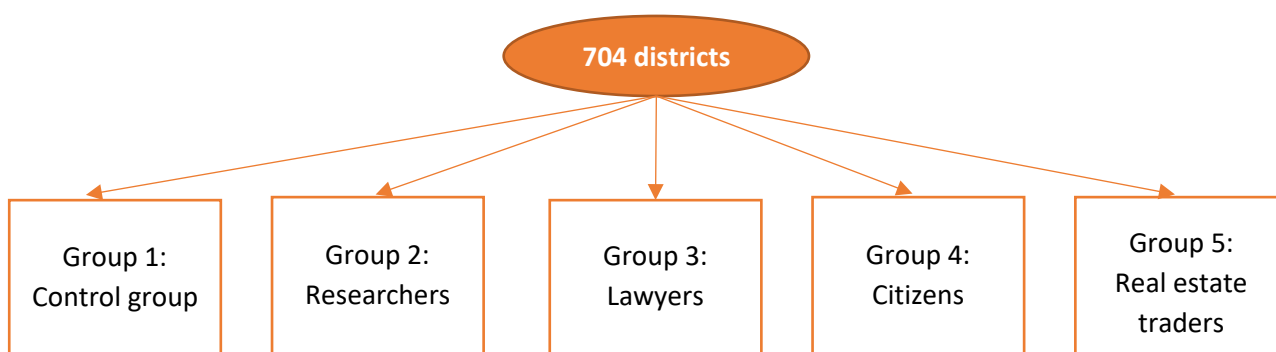 704 districts
Group 1:
Control group
Group 2:
Researchers
Group 3:
Lawyers
Group 4:
Citizens
Group 5:
Real estate
traders